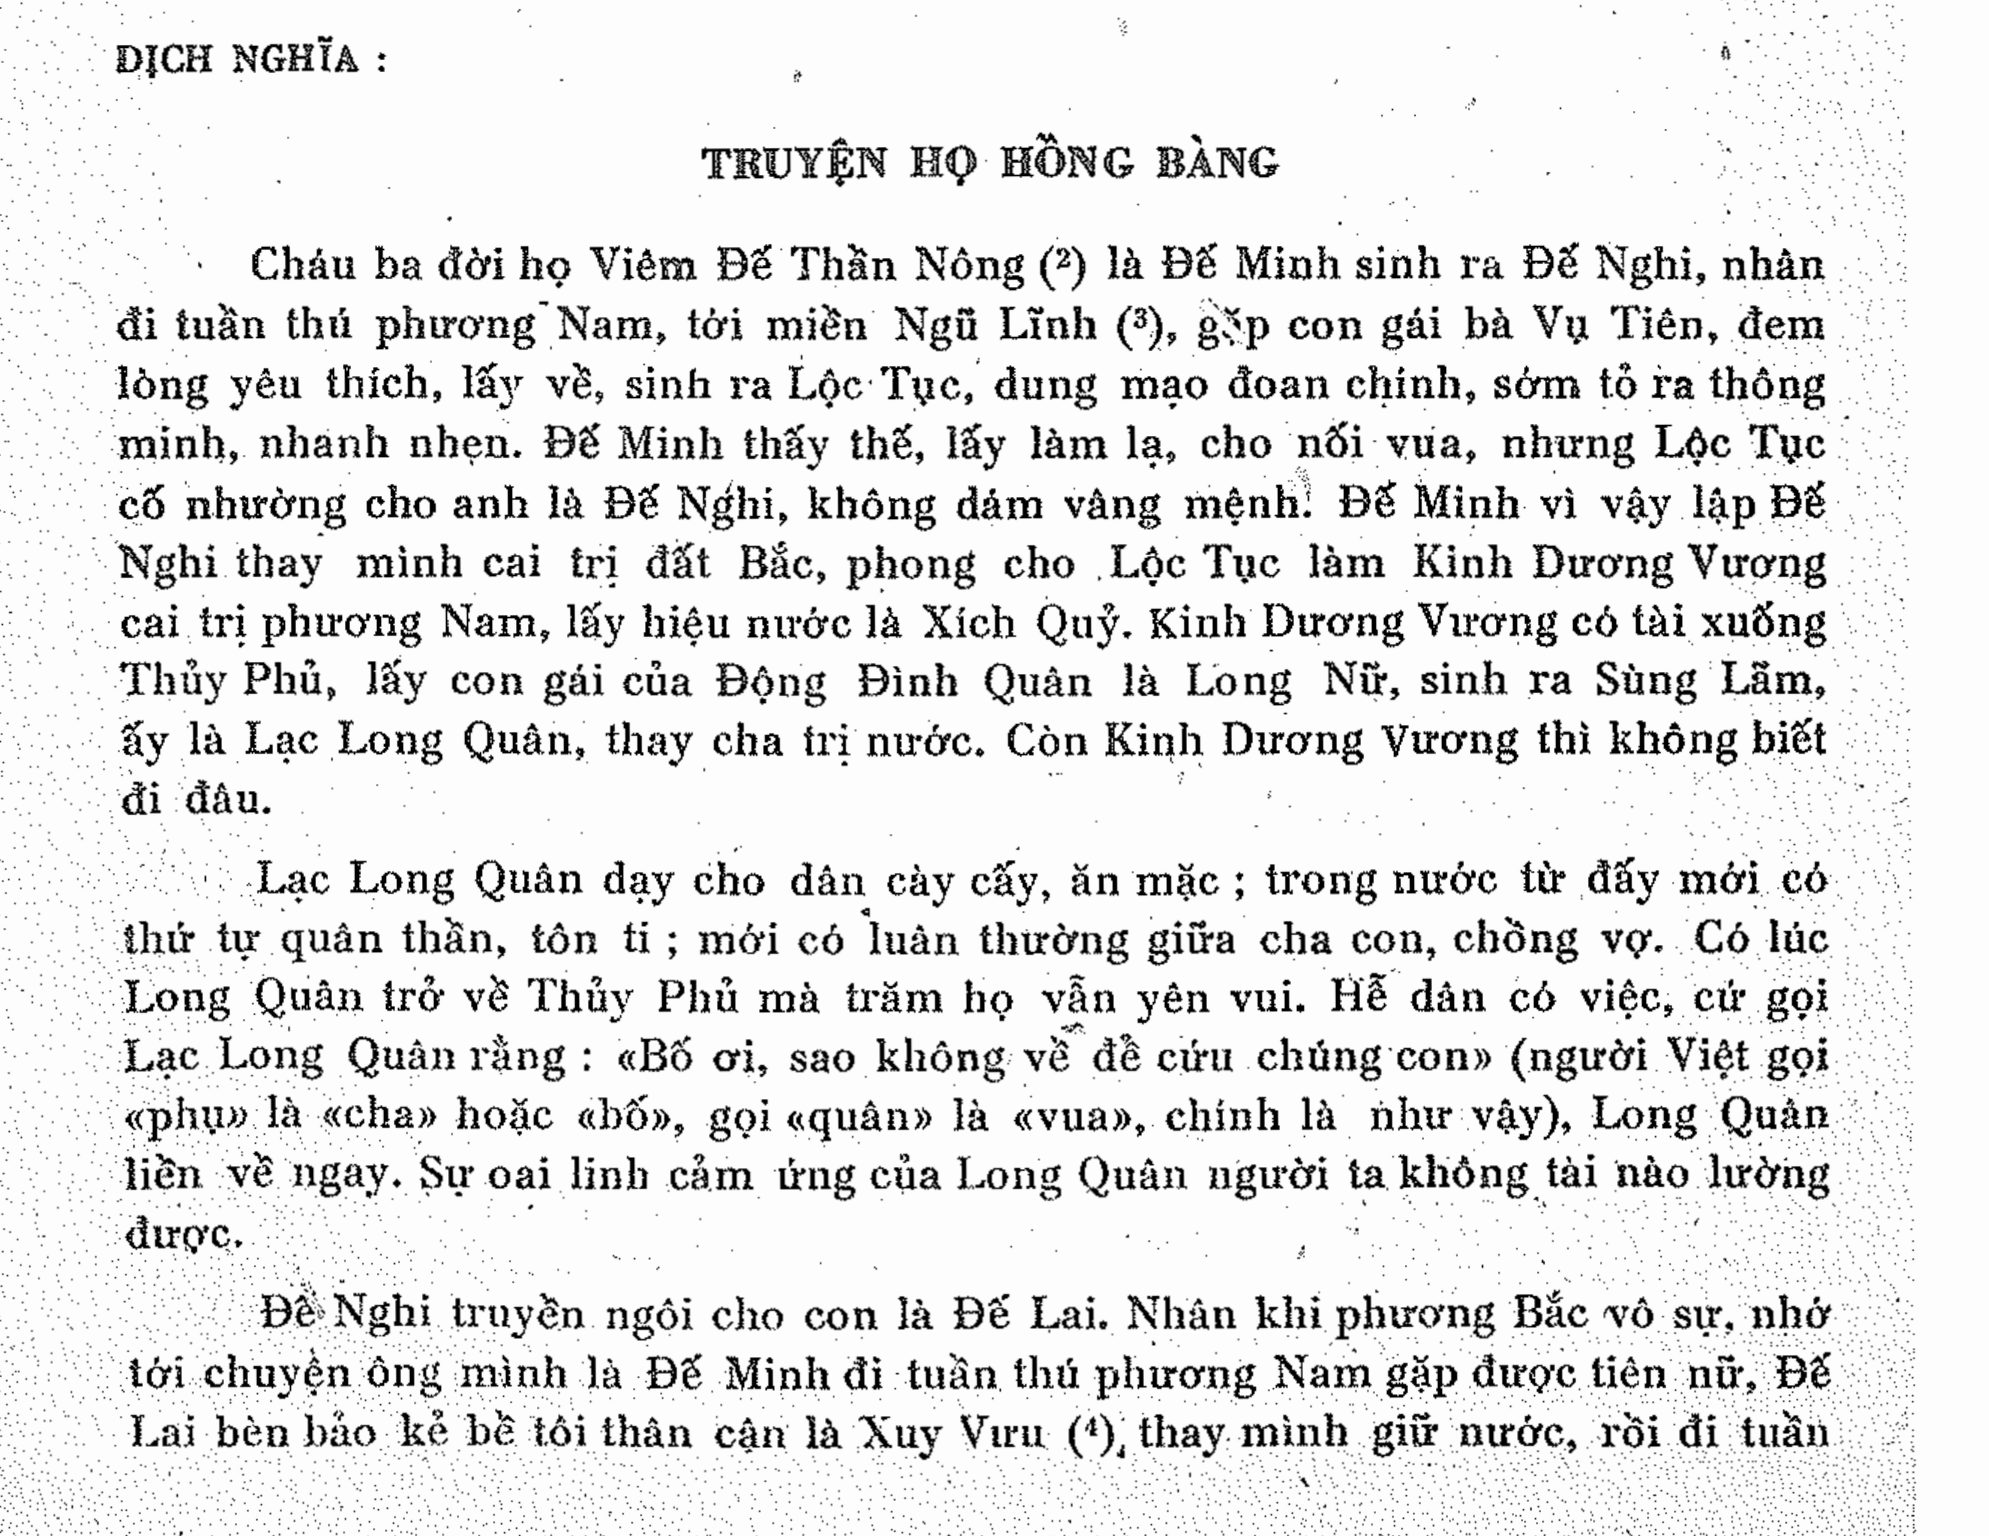 DỊCH NGHĨA :
TRUYỆN HỌ HỒNG BÀNG
Cháu ba đời họ Viêm Đế Thần Nông (²) là Đế Minh sinh ra Đế Nghi, nhân
đi tuần thú phương Nam, tới miền Ngũ Lĩnh (³), gặp con gái bà Vụ Tiên, đem
lòng yêu thích, lấy về, sinh ra Lộc Tục, dung mạo đoan chính, sớm tỏ ra thông
minh, nhanh nhẹn. Đế Minh thấy thế, lấy làm lạ, cho nối vua, nhưng Lộc Tục
cố nhường cho anh là Đế Nghi, không dám vâng mệnh. Đế Minh vì vậy lập Đế
Nghi thay mình cai trị đất Bắc, phong cho Lộc Tục làm Kinh Dương Vương
cai trị phương Nam, lấy hiệu nước là Xích Quỷ. Kinh Dương Vương có tài xuống
Thủy Phủ, lấy con gái của Động Đình Quân là Long Nữ, sinh ra Sùng Lãm,
ấy là Lạc Long Quân, thay cha trị nước. Còn Kinh Dương Vương thì không biết
đi đâu.
Lạc Long Quân dạy cho dân cày cấy, ăn mặc ; trong nước từ đấy mới có
thứ tự quân thần, tôn ti ; mới có luân thường giữa cha con, chồng vợ. Có lúc
Long Quân trở về Thủy Phủ mà trăm họ vẫn yên vui. Hễ dân có việc, cứ gọi
Lạc Long Quân rằng : «Bố ơi, sao không về để cứu chúng con» (người Việt gọi
«phụ» là «cha» hoặc «bố», gọi «quân» là «vua», chính là như vậy), Long Quân
liền về ngay. Sự oai linh cảm ứng của Long Quân người ta không tài nào lường
được.
Đế Nghi truyền ngôi cho con là Đế Lai. Nhân khi phương Bắc vô sự, nhớ
tới chuyện ông mình là Đế Minh đi tuần thú phương Nam gặp được tiên nữ, Đế
Lai bèn bảo kẻ bề tôi thân cận là Xuy Vưu (⁴), thay mình giữ nước, rồi đi tuần